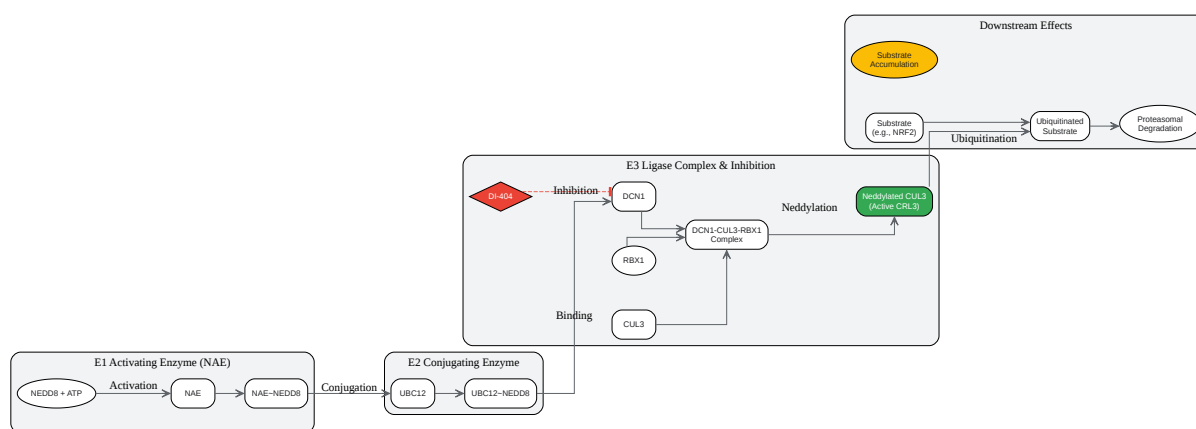 Downstream Effects
Substrate
Accumulation
Substrate
(e.g., NRF2)
Ubiquitination
Ubiquitinated
Substrate
Proteasomal
Degradation
E3 Ligase Complex & Inhibition
DI-404
Inhibition
DCN1
Neddylation
Neddylated CUL3
(Active CRL3)
DCN1-CUL3-RBX1
Complex
RBX1
Binding
CUL3
E1 Activating Enzyme (NAE)
NEDD8 + ATP
Activation
NAE
NAE~NEDD8
Conjugation
E2 Conjugating Enzyme
UBC12
UBC12~NEDD8